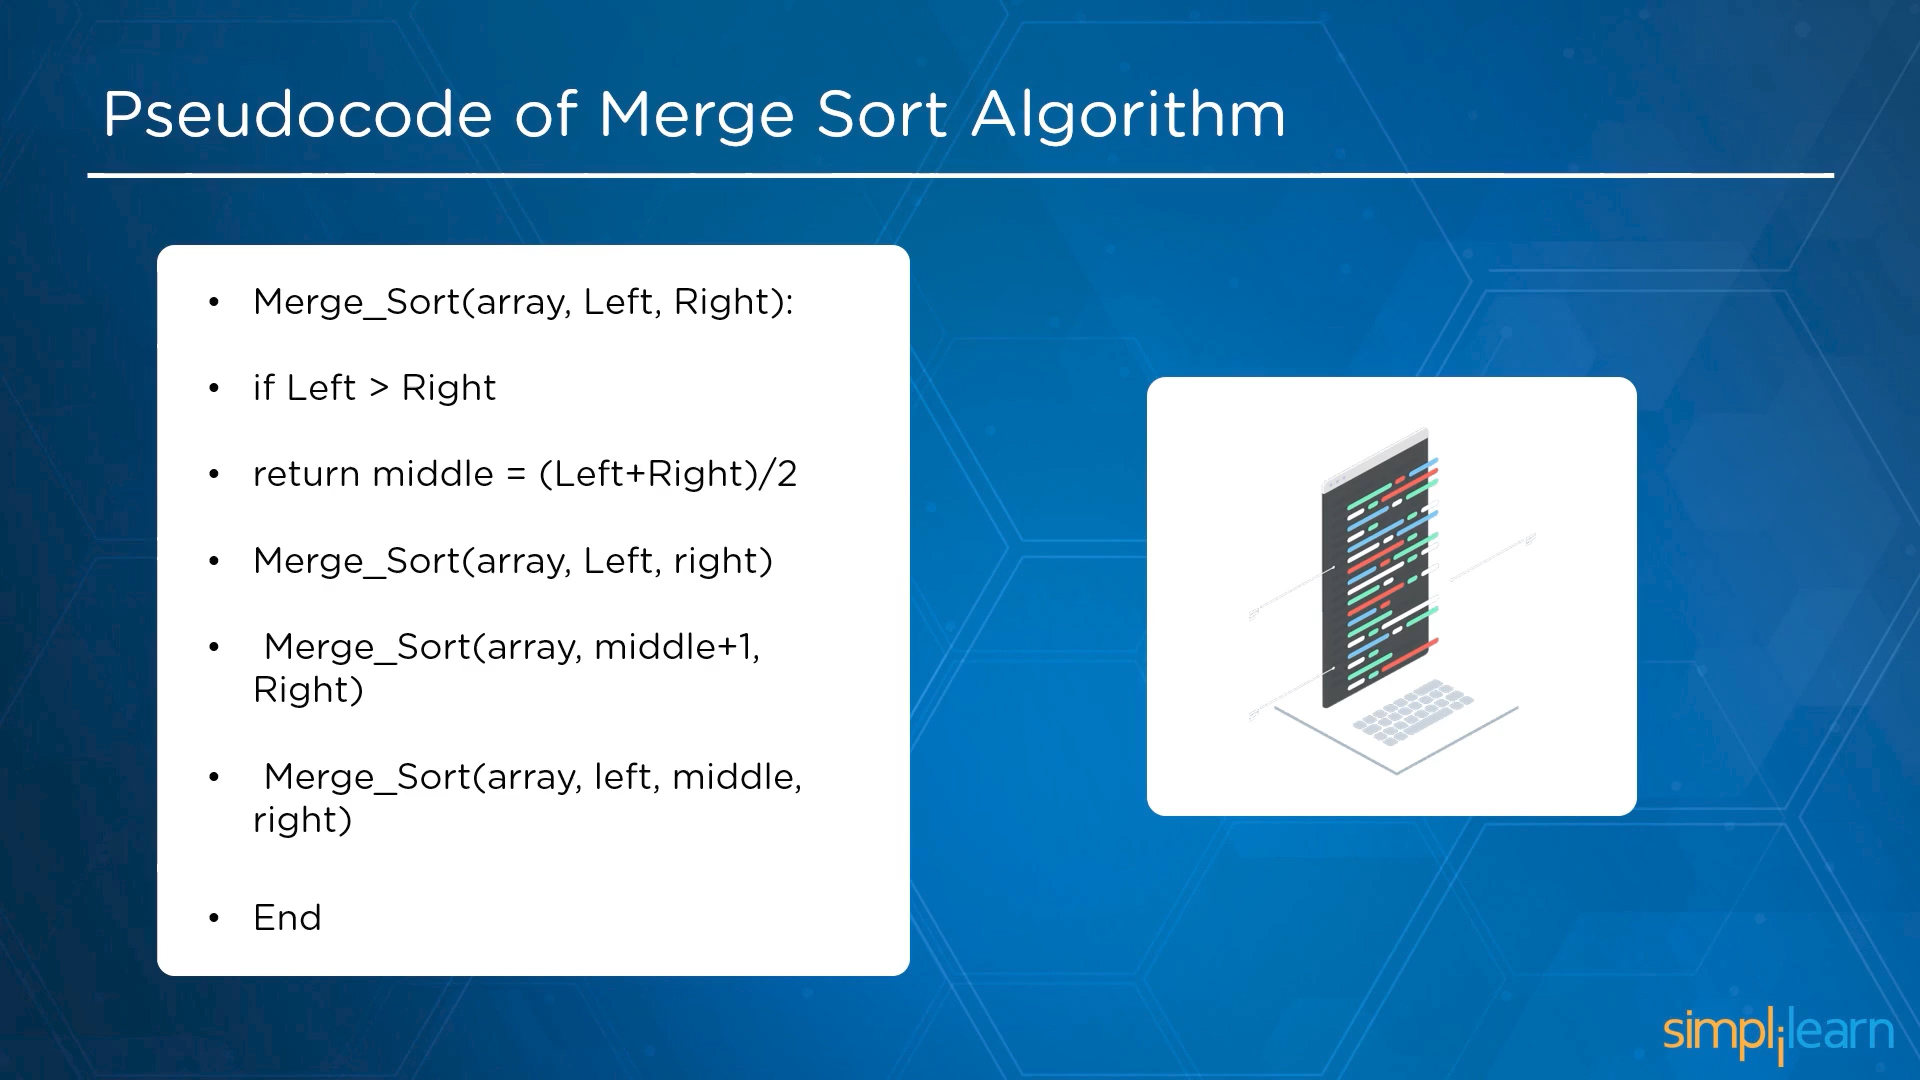 Pseudocode of Merge Sort Algorithm
• Merge_Sort(array, Left, Right):
• if Left > Right
• return middle = (Left+Right)/2
• Merge_Sort(array, Left, right)
• Merge_Sort(array, middle+1,
Right)
• Merge_Sort(array, left, middle,
right)
• End
simplilearn